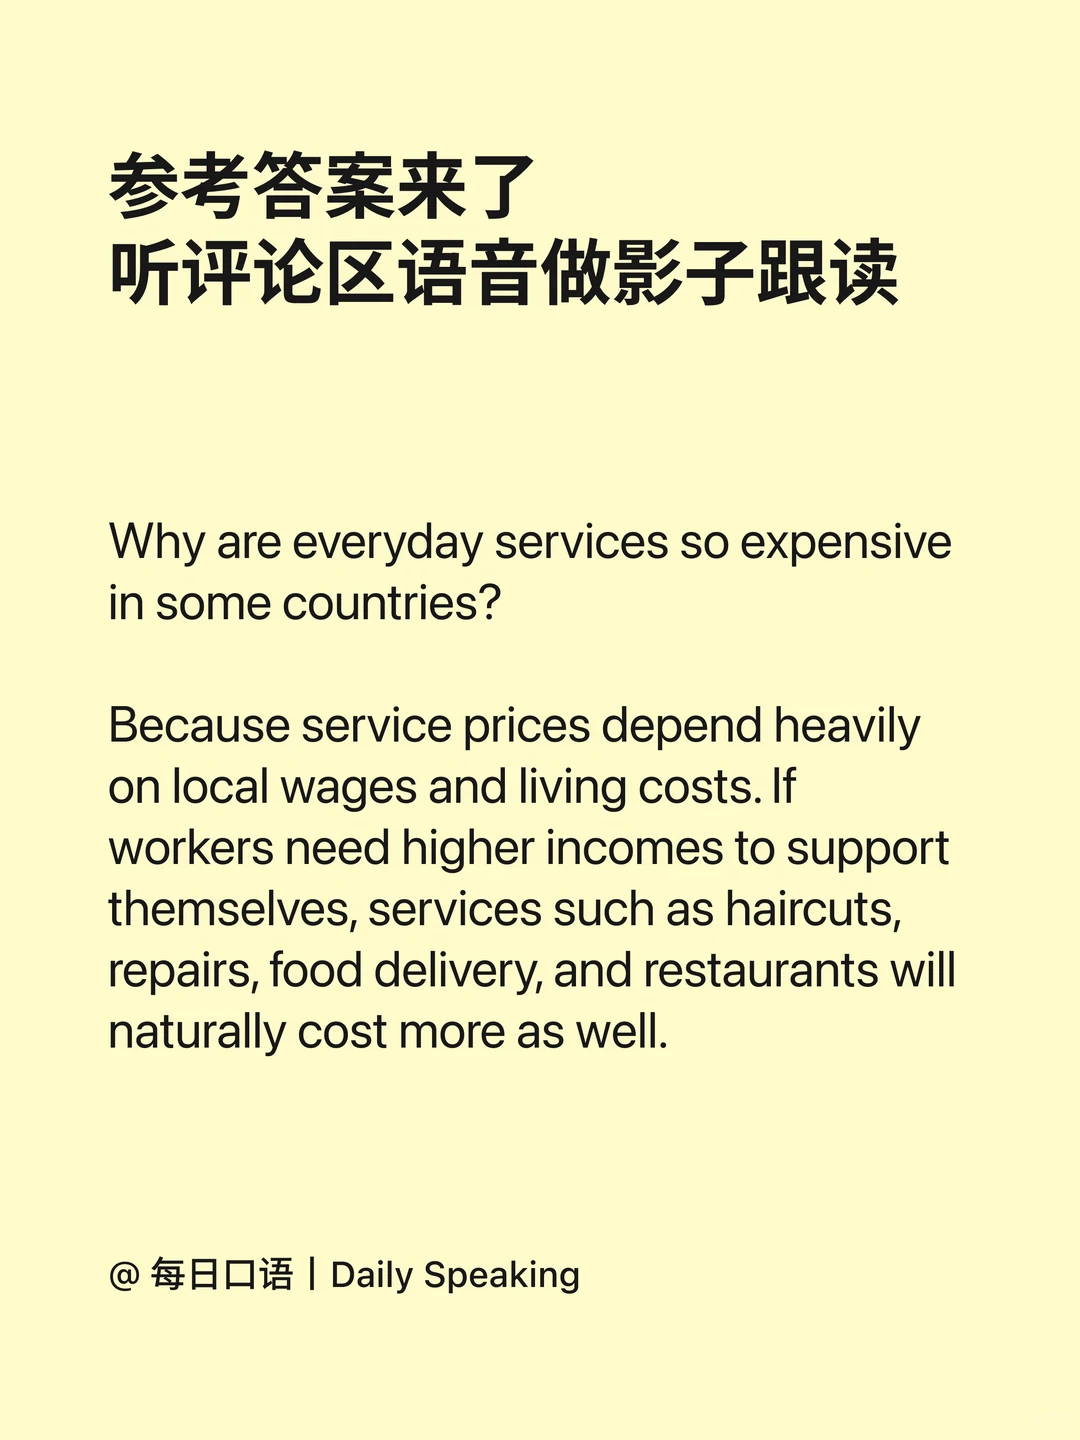 参考答案来了
听评论区语音做影子跟读
Why are everyday services so expensive
in some countries?
Because service prices depend heavily
on local wages and living costs. If
workers need higher incomes to support
themselves, services such as haircuts,
repairs, food delivery, and restaurants will
naturally cost more as well.
@ 每日口语丨Daily Speaking